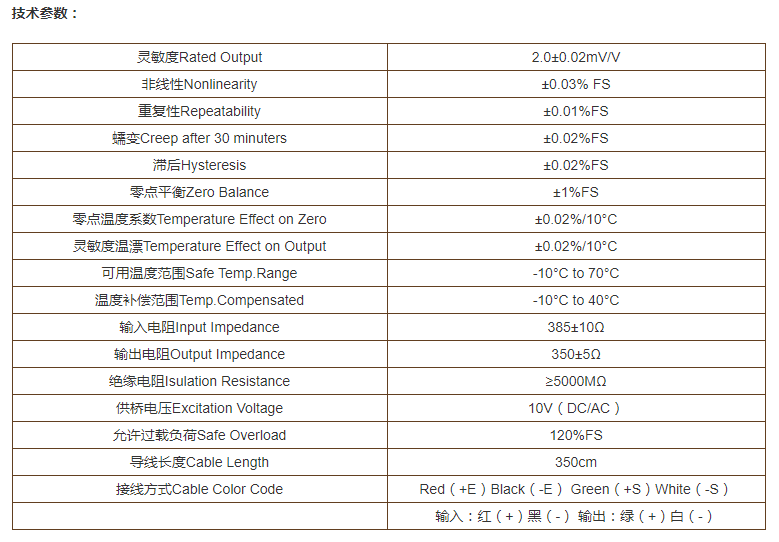 技术参数：
灵敏度Rated Output 2.0±0.02mV/V
非线性Nonlinearity ±0.03% FS
重复性Repeatability ±0.01%FS
蠕变Creep after 30 minuters ±0.02%FS
滞后Hysteresis ±0.02%FS
零点平衡Zero Balance ±1%FS
零点温度系数Temperature Effect on Zero ±0.02%/10°C
灵敏度温漂Temperature Effect on Output ±0.02%/10°C
可用温度范围Safe Temp.Range -10°C to 70°C
温度补偿范围Temp.Compensated -10°C to 40°C
输入电阻Input Impedance 385±10Ω
输出电阻Output Impedance 350±5Ω
绝缘电阻Isulation Resistance ≥5000MΩ
供桥电压Excitation Voltage 10V（DC/AC）
允许过载负荷Safe Overload 120%FS
导线长度Cable Length 350cm
接线方式Cable Color Code Red（+E）Black（-E） Green（+S）White（-S）
输入：红（+）黑（-） 输出：绿（+）白（-）